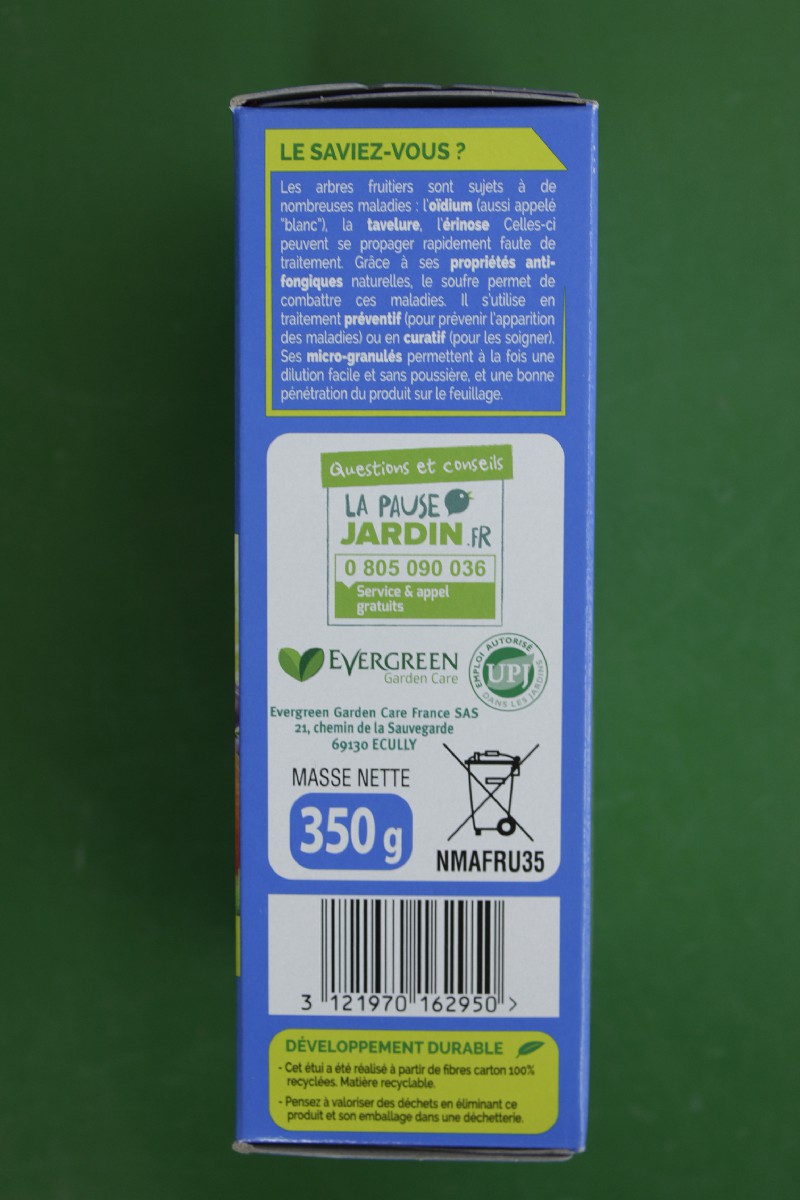 LE SAVIEZ-VOUS ?
Les arbres fruitiers sont sujets à de
nombreuses maladies : l'oïdium (aussi appelé
"blanc"), la tavelure, l'érinose Celles-ci
peuvent se propager rapidement faute de
traitement. Grâce à ses propriétés anti-
fongiques naturelles, le soufre permet de
combattre ces maladies. Il s'utilise en
traitement préventif (pour prévenir l'apparition
des maladies) ou en curatif (pour les soigner).
Ses micro-granulés permettent à la fois une
dilution facile et sans poussière, et une bonne
pénétration du produit sur le feuillage.
Questions et conseils
LA PAUSE
JARDIN.FR
0 805 090 036
Service & appel
gratuits
EVERGREEN
Garden Care
EMPLOI AUTORISÉ
UPJ
DANS LES JARDINS
Evergreen Garden Care France SAS
21, chemin de la Sauvegarde
69130 ECULLY
MASSE NETTE
350 g
NMAFRU35
3 121970 162950 >
DÉVELOPPEMENT DURABLE
- Cet étui a été réalisé à partir de fibres carton 100%
recyclées. Matière recyclable.
- Pensez à valoriser des déchets en éliminant ce
produit et son emballage dans une déchetterie.